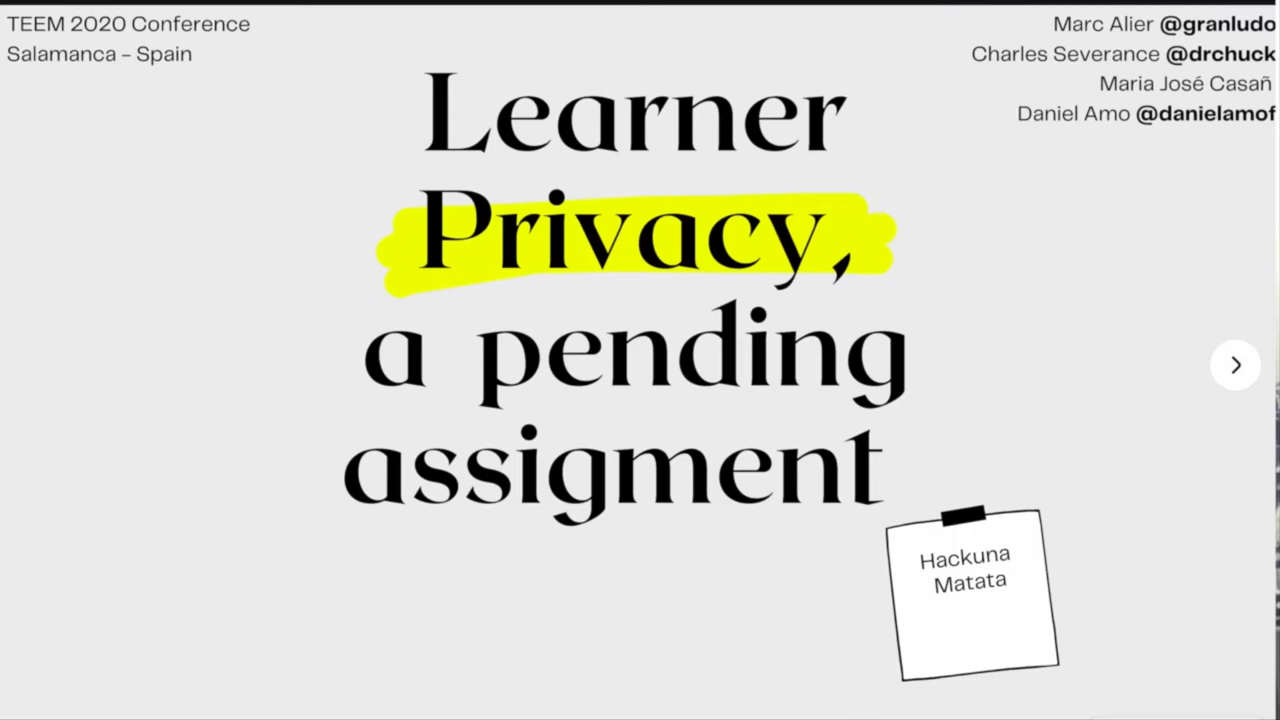 TEEM 2020 Conference
Salamanca – Spain
Marc Alier @granludo
Charles Severance @drchuck
Maria José Casañ
Daniel Amo @danielamof
Learner
Privacy,
a pending
assigment
Hackuna
Matata